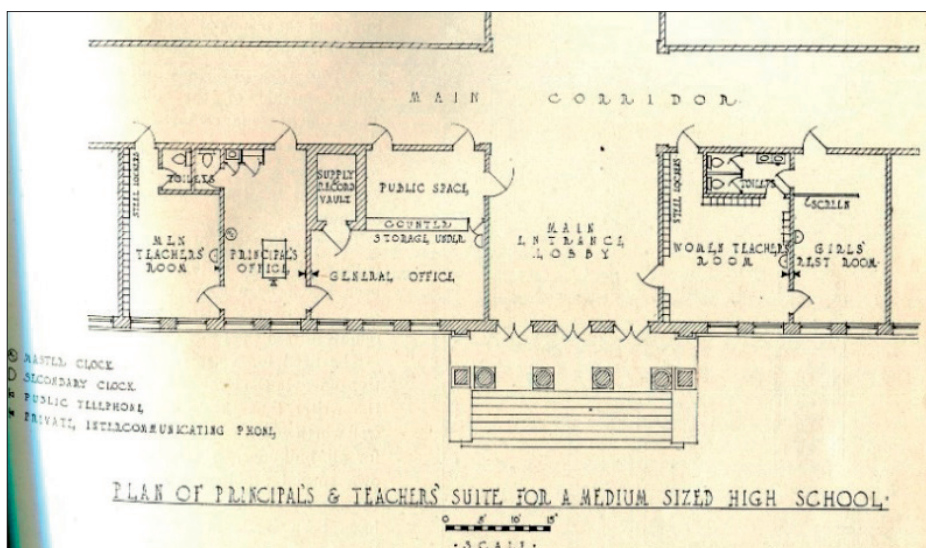 MAIN CORRIDOR
STEEL LOCKERS
TOILETS
MEN
TEACHERS'
ROOM
PRINCIPAL'S
OFFICE
SUPPLY
RECORD
VAULT
PUBLIC SPACE
COUNTER
STORAGE UNDER
GENERAL OFFICE
MAIN
ENTRANCE
LOBBY
STEEL LOCKERS
TOILETS
WOMEN TEACHERS'
ROOM
SCREEN
GIRLS'
REST ROOM
MASTER CLOCK
SECONDARY CLOCK
PUBLIC TELEPHONE
PRIVATE, INTERCOMMUNICATING PHONE
PLAN OF PRINCIPAL'S & TEACHERS' SUITE FOR A MEDIUM SIZED HIGH SCHOOL·
0 5' 10' 15'
·SCALE·